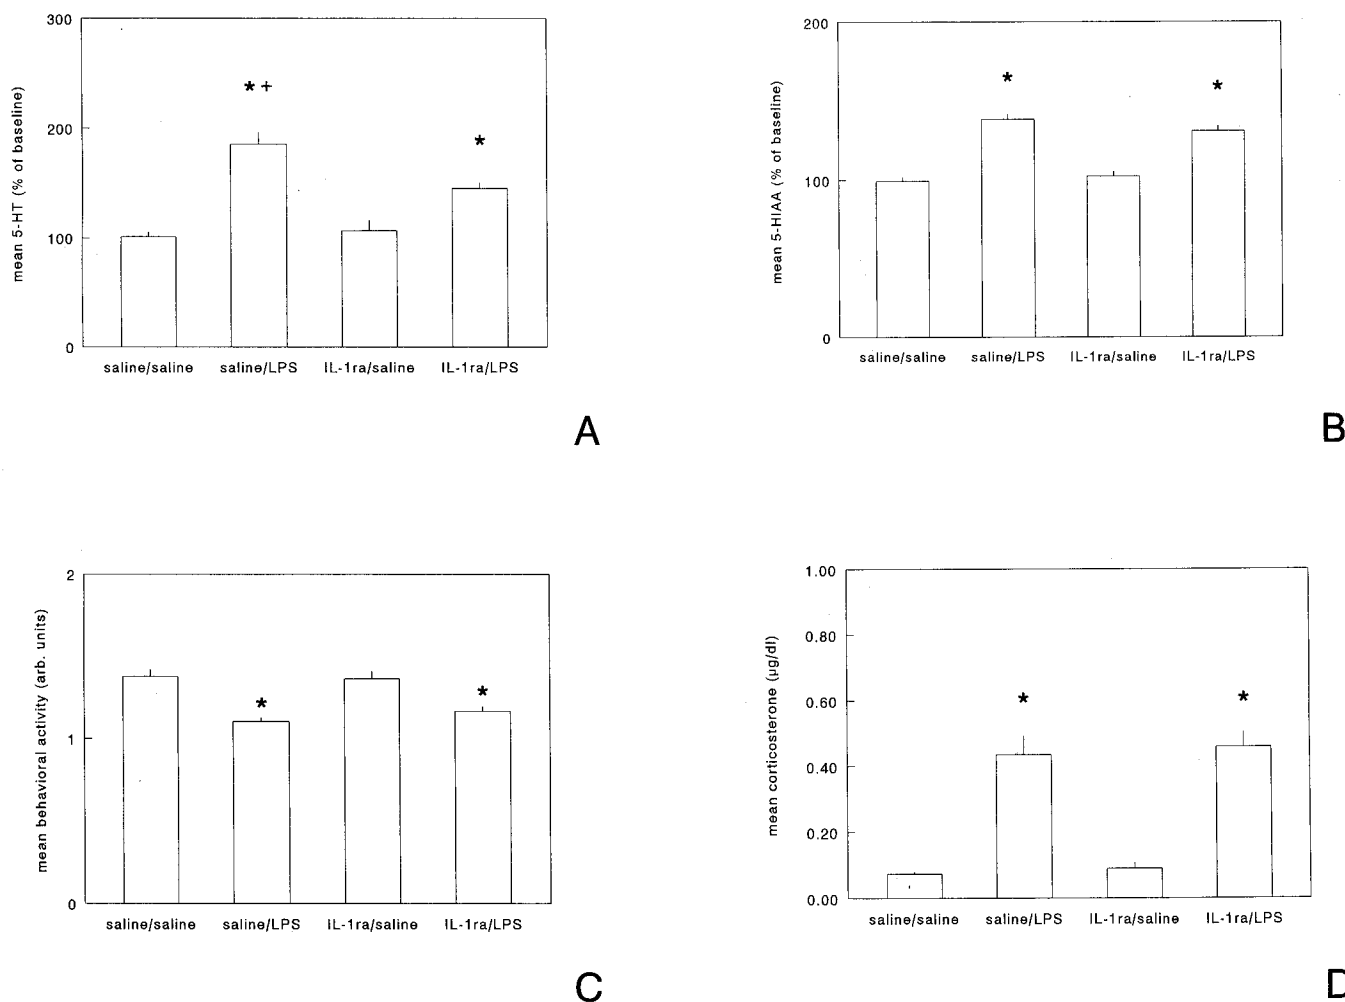 300
200
100
0
mean 5-HT (% of baseline)
* +
*
saline/saline saline/LPS IL-1ra/saline IL-1ra/LPS
A
200
100
0
mean 5-HIAA (% of baseline)
*
*
saline/saline saline/LPS IL-1ra/saline IL-1ra/LPS
B
2
1
0
mean behavioral activity (arb. units)
*
*
saline/saline saline/LPS IL-1ra/saline IL-1ra/LPS
C
1.00
0.80
0.60
0.40
0.20
0.00
mean corticosterone (µg/dl)
*
*
saline/saline saline/LPS IL-1ra/saline IL-1ra/LPS
D